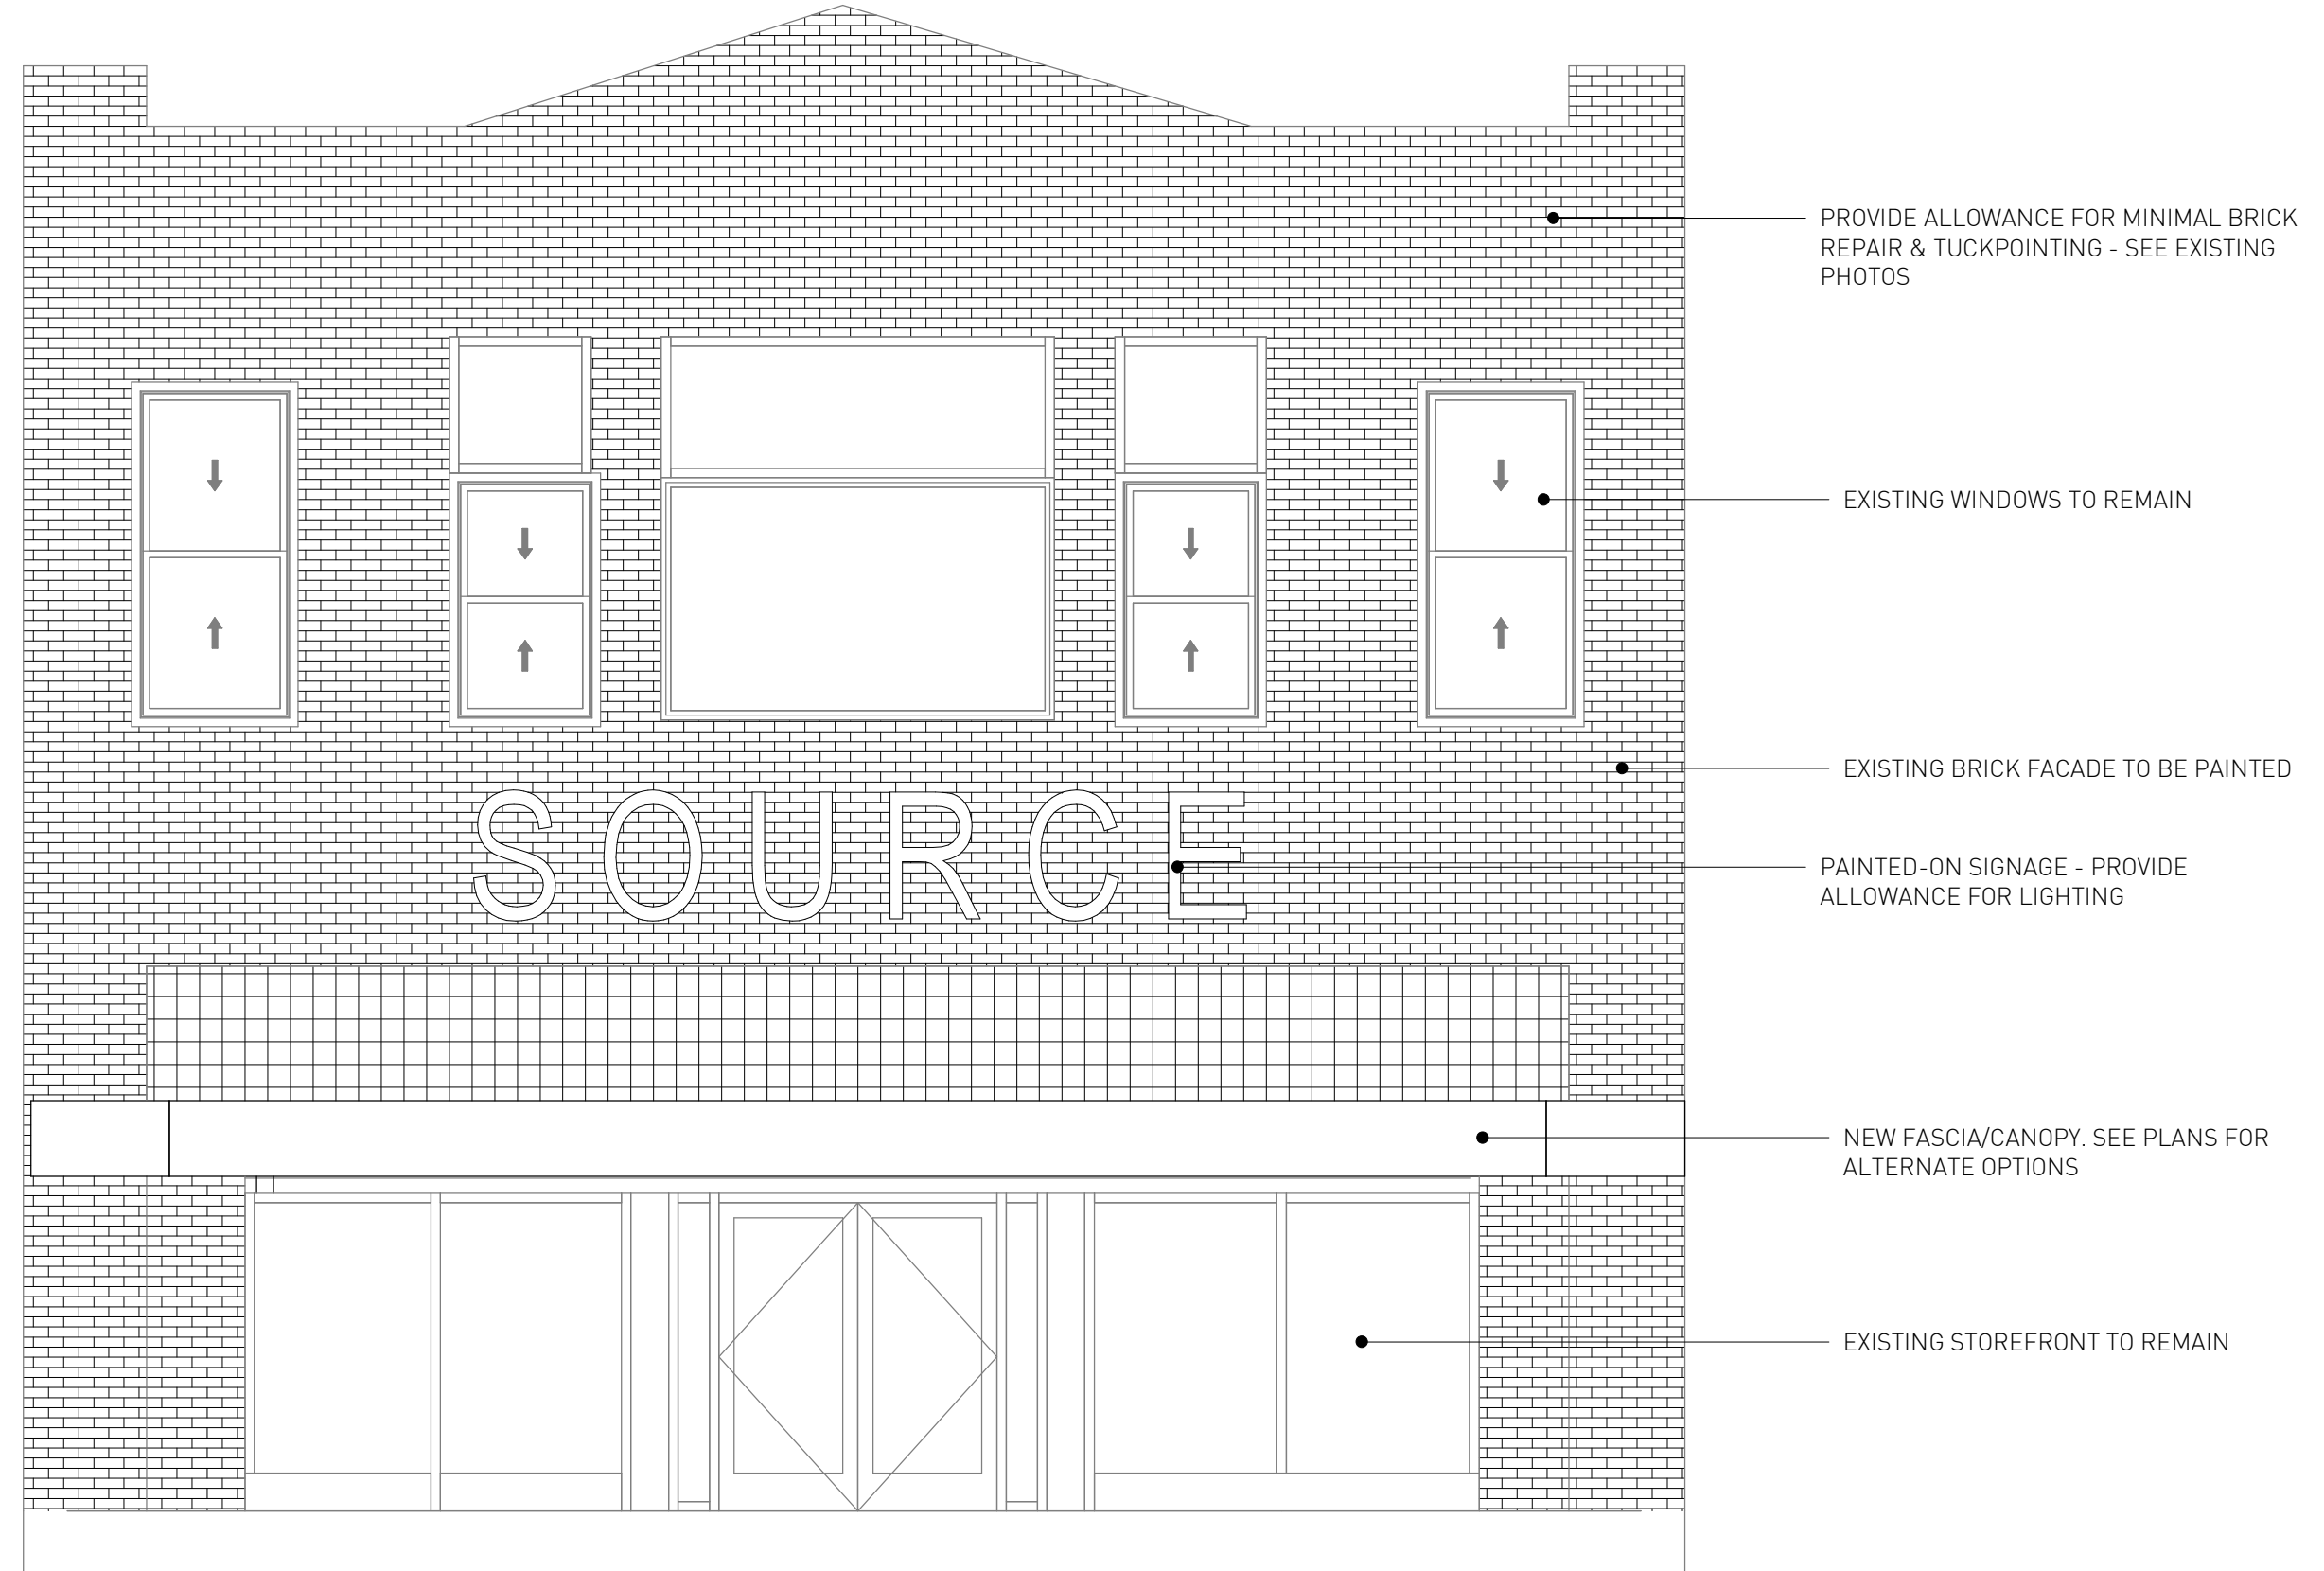 PROVIDE ALLOWANCE FOR MINIMAL BRICK
REPAIR & TUCKPOINTING - SEE EXISTING
PHOTOS
EXISTING WINDOWS TO REMAIN
EXISTING BRICK FACADE TO BE PAINTED
SOURCE
PAINTED-ON SIGNAGE - PROVIDE
ALLOWANCE FOR LIGHTING
NEW FASCIA/CANOPY. SEE PLANS FOR
ALTERNATE OPTIONS
EXISTING STOREFRONT TO REMAIN